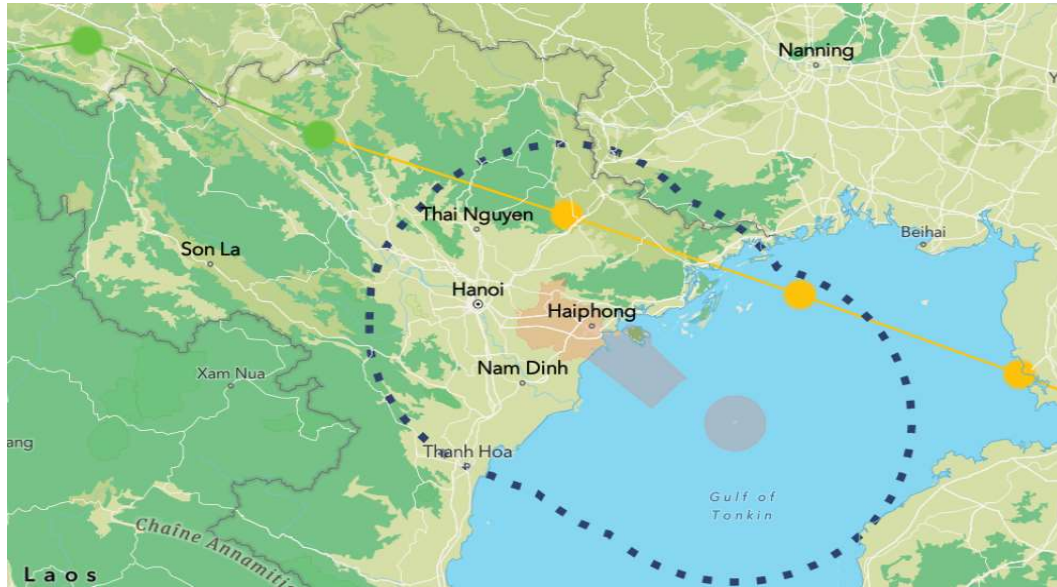 Nanning
Y
Thai Nguyen
Beihai
Son La
Hanoi
Haiphong
Nam Dinh
Xam Nua
ang
Thanh Hoa
Gulf of
Tonkin
Chaîne Annamiti
Laos